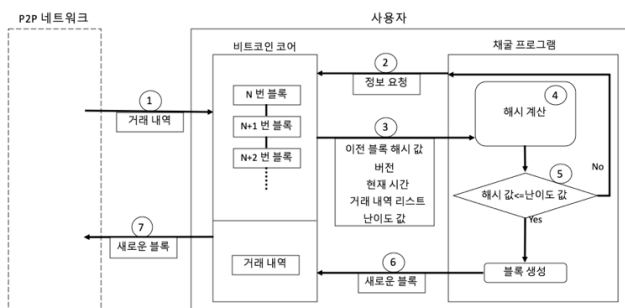 P2P 네트워크
사용자
비트코인 코어
채굴 프로그램
N 번 블록
N+1 번 블록
N+2 번 블록
거래 내역
1
거래 내역
2
정보 요청
3
이전 블록 해시 값
버전
현재 시간
거래 내역 리스트
난이도 값
4
해시 계산
5
해시 값<=난이도 값
No
Yes
블록 생성
6
새로운 블록
7
새로운 블록